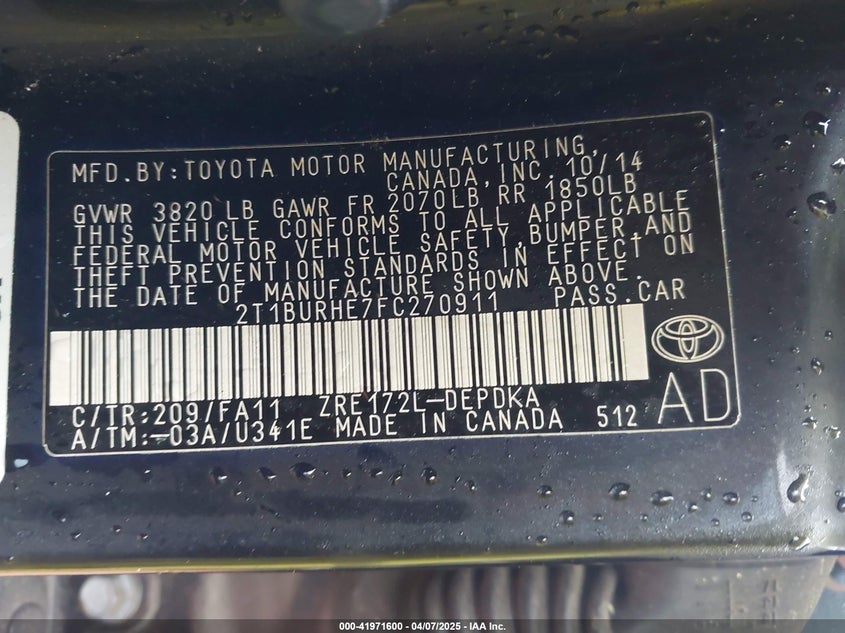 MFD.BY:TOYOTA MOTOR MANUFACTURING,
CANADA,INC. 10/14
GVWR 3820 LB GAWR FR 2070LB RR 1850LB
THIS VEHICLE CONFORMS TO ALL APPLICABLE
FEDERAL MOTOR VEHICLE SAFETY,BUMPER,AND
THEFT PREVENTION STANDARDS IN EFFECT ON
THE DATE OF MANUFACTURE SHOWN ABOVE.
2T1BURHE7FC270911 PASS.CAR
C/TR:209/FA11 ZRE172L-DEPDKA
A/TM:-03A/U341E MADE IN CANADA 512 AD
000-41971600 · 04/07/2025 · IAA Inc.